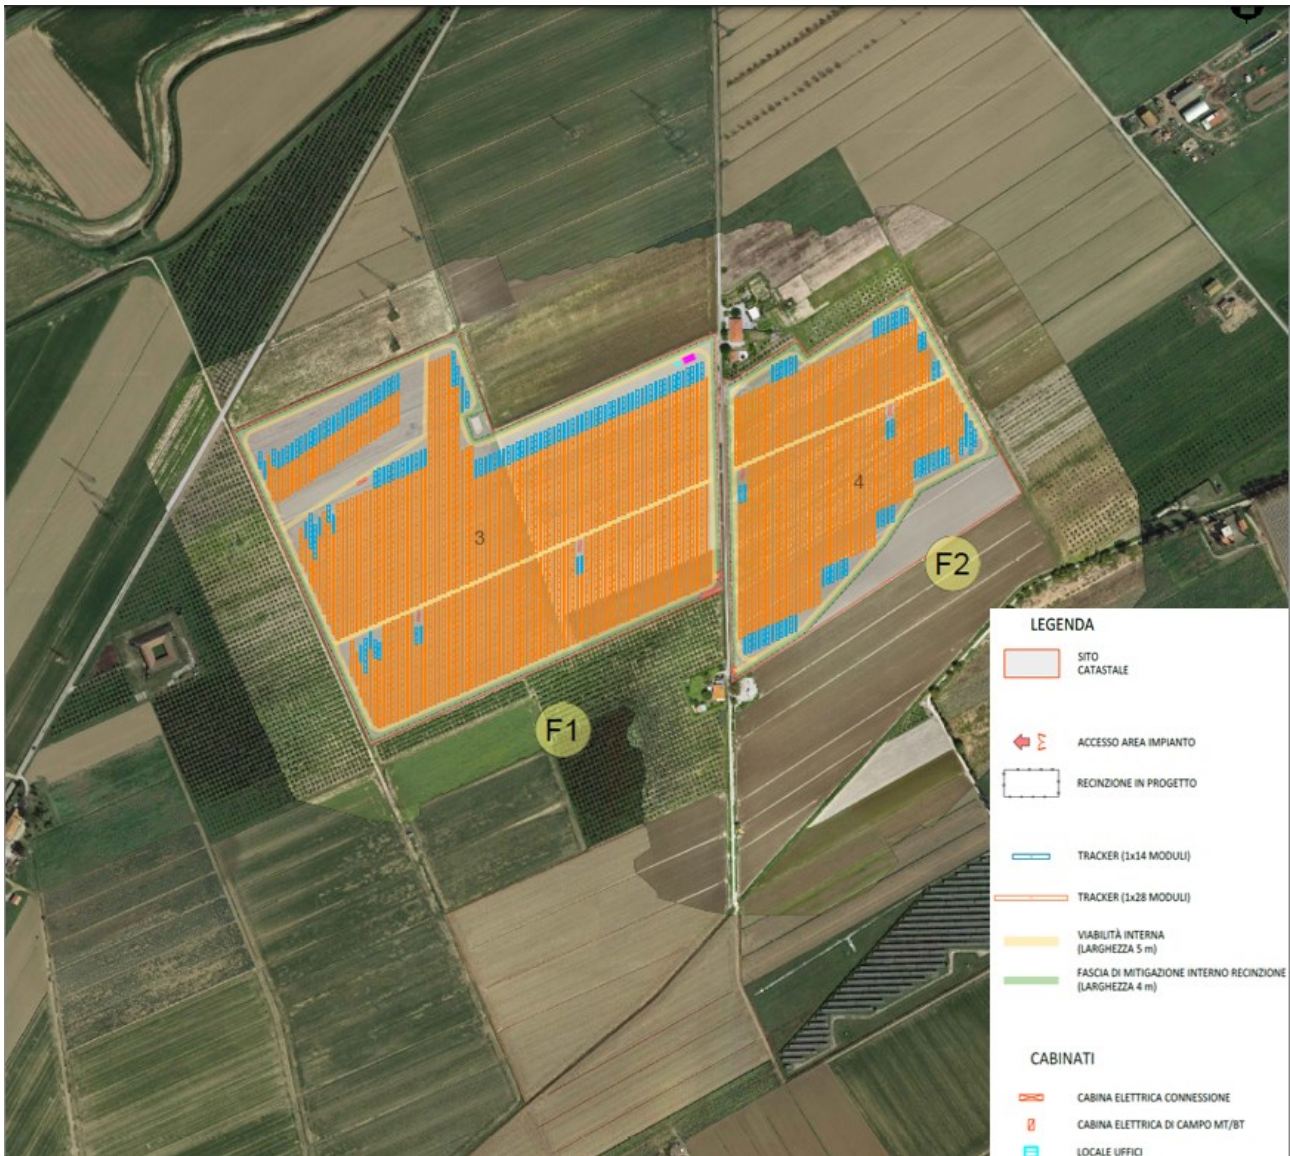 3
4
F2
F1
LEGENDA
SITO
CATASTALE
ACCESSO AREA IMPIANTO
RECINZIONE IN PROGETTO
TRACKER (1x14 MODULI)
TRACKER (1x28 MODULI)
VIABILITÀ INTERNA
(LARGHEZZA 5 m)
FASCIA DI MITIGAZIONE INTERNO RECINZIONE
(LARGHEZZA 4 m)
CABINATI
CABINA ELETTRICA CONNESSIONE
CABINA ELETTRICA DI CAMPO MT/BT
LOCALE UFFICI